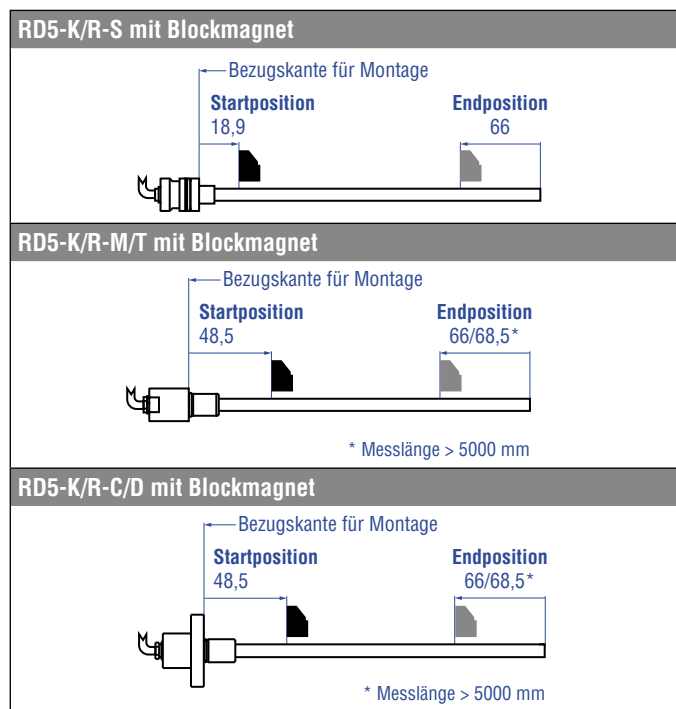 RD5-K/R-S mit Blockmagnet
Bezugskante für Montage
Startposition
18,9
Endposition
66
RD5-K/R-M/T mit Blockmagnet
Bezugskante für Montage
Startposition
48,5
Endposition
66/68,5*
* Messlänge > 5000 mm
RD5-K/R-C/D mit Blockmagnet
Bezugskante für Montage
Startposition
48,5
Endposition
66/68,5*
* Messlänge > 5000 mm